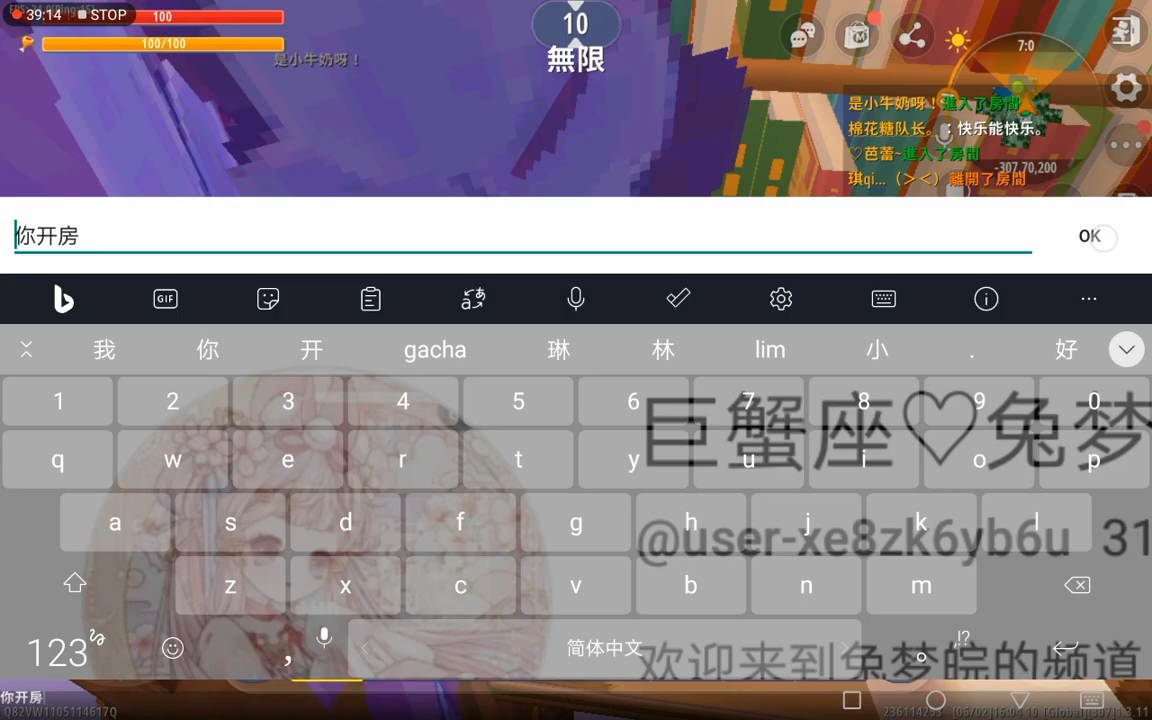 39:14 STOP
100
100/100
是小牛奶呀！
10
無限
7:0
是小牛奶呀！進入了房間
棉花糖队长。：快乐能快乐。
♡芭蕾~進入了房間
-307,70,200
琪qi...（＞＜）離開了房間
你开房
OK
GIF
我 你 开 gacha 琳 林 lim 小 . 好
1 2 3 4 5 6 7 8 9 0
巨蟹座♡兔梦
q w e r t y u i o p
a s d f g h j k l
@user-xe8zk6yb6u 31
z x c v b n m
123 , 简体中文 。 !?
欢迎来到兔梦皖的频道
你开房
Q82VW1105114617Q